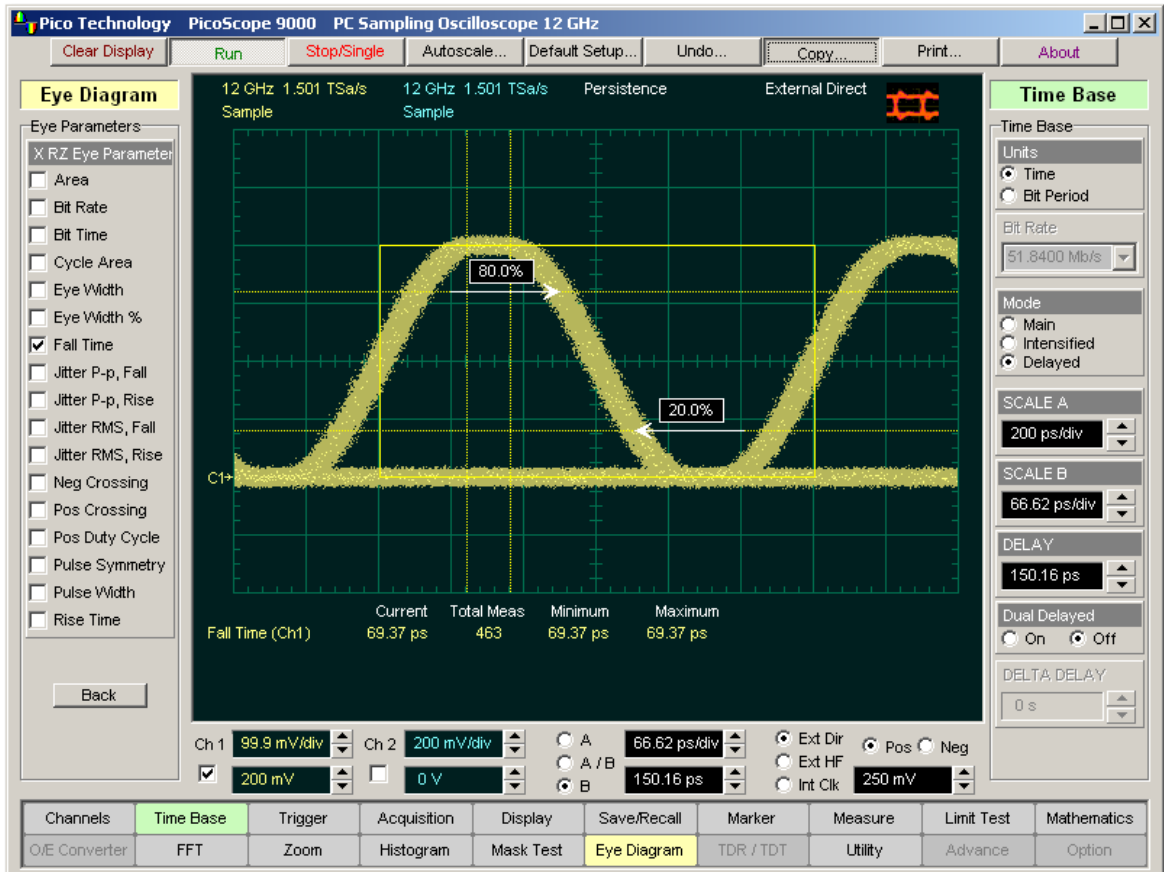 Pico Technology PicoScope 9000 PC Sampling Oscilloscope 12 GHz
Clear Display Run Stop/Single Autoscale... Default Setup... Undo... Copy... Print... About
Eye Diagram
Eye Parameters
X RZ Eye Parameter
Area
Bit Rate
Bit Time
Cycle Area
Eye Width
Eye Width %
Fall Time
Jitter P-p, Fall
Jitter P-p, Rise
Jitter RMS, Fall
Jitter RMS, Rise
Neg Crossing
Pos Crossing
Pos Duty Cycle
Pulse Symmetry
Pulse Width
Rise Time
Back
12 GHz 1.501 TSa/s 12 GHz 1.501 TSa/s Persistence External Direct
Sample Sample
80.0%
20.0%
C1
Current Total Meas Minimum Maximum
Fall Time (Ch1) 69.37 ps 463 69.37 ps 69.37 ps
Time Base
Time Base
Units
Time
Bit Period
Bit Rate
51.8400 Mb/s
Mode
Main
Intensified
Delayed
SCALE A
200 ps/div
SCALE B
66.62 ps/div
DELAY
150.16 ps
Dual Delayed
On Off
DELTA DELAY
0 s
Ch 1 99.9 mV/div Ch 2 200 mV/div A 66.62 ps/div Ext Dir Pos Neg
A / B Ext HF
200 mV 0 V B 150.16 ps Int Clk 250 mV
Channels Time Base Trigger Acquisition Display Save/Recall Marker Measure Limit Test Mathematics
O/E Converter FFT Zoom Histogram Mask Test Eye Diagram TDR / TDT Utility Advance Option